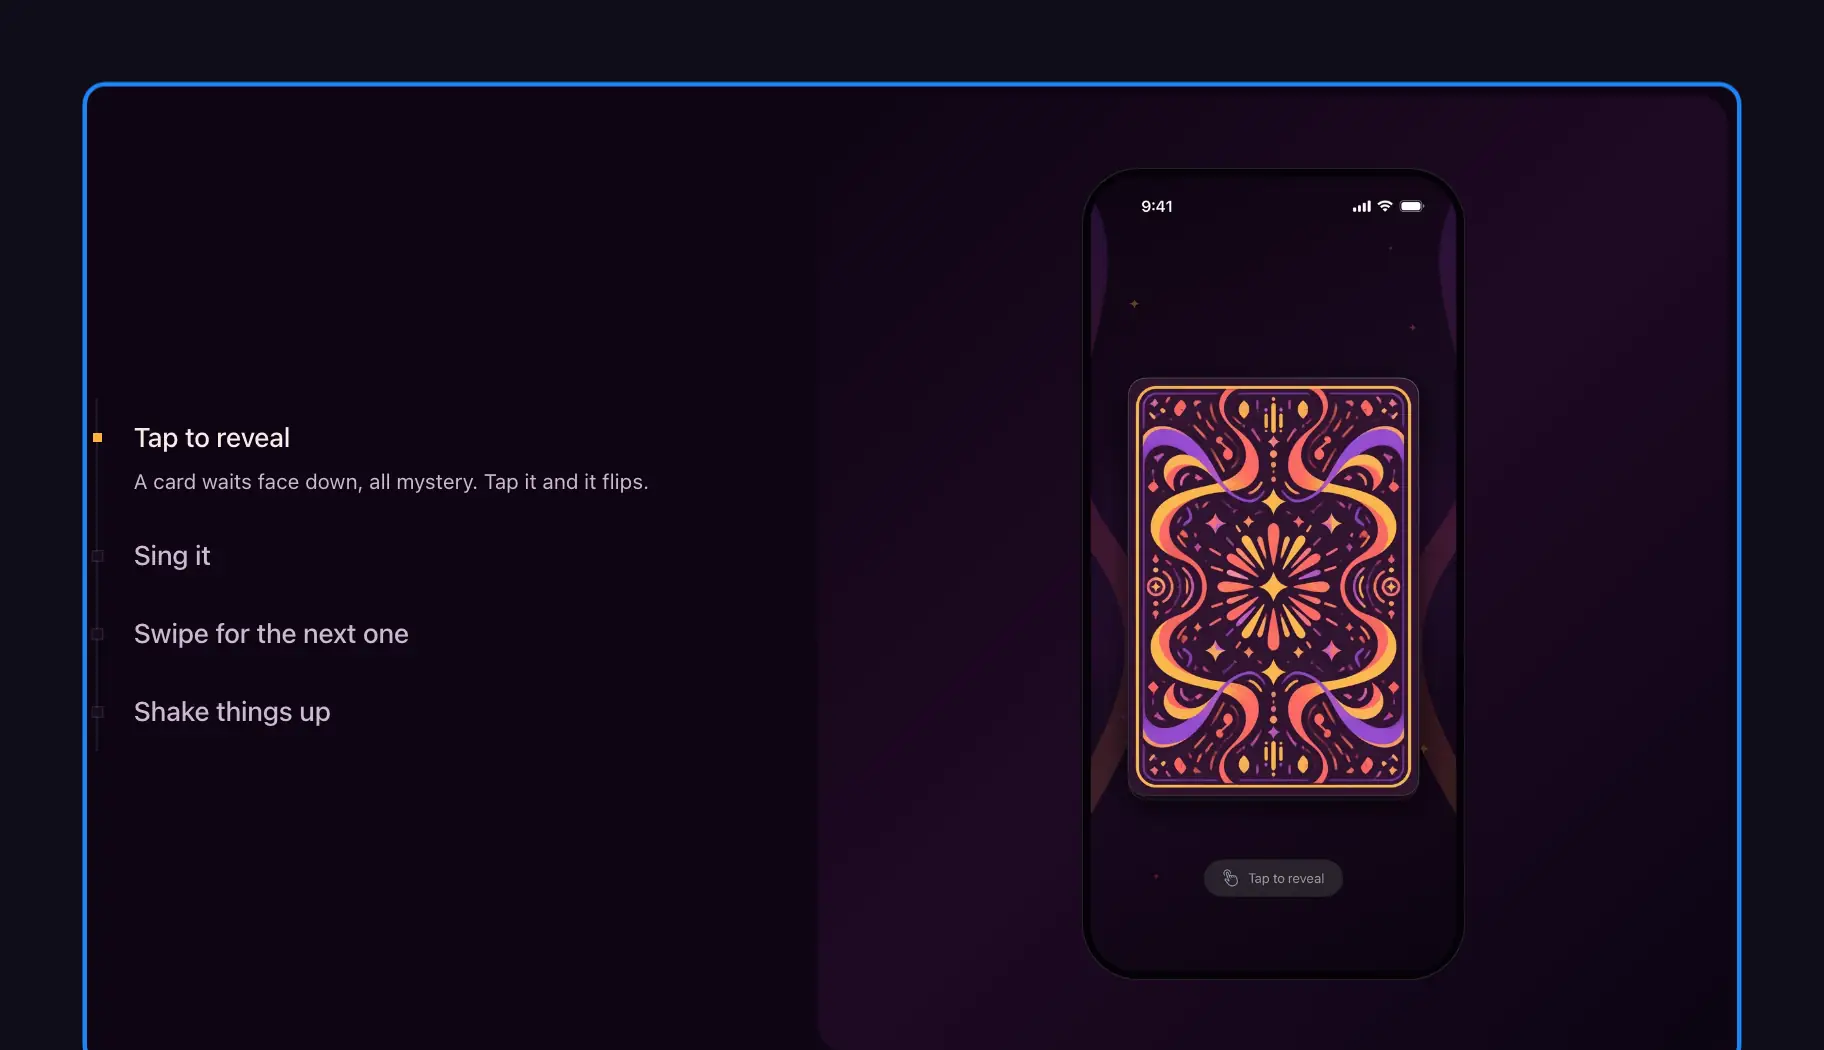 9:41
Tap to reveal
A card waits face down, all mystery. Tap it and it flips.
Sing it
Swipe for the next one
Shake things up
Tap to reveal